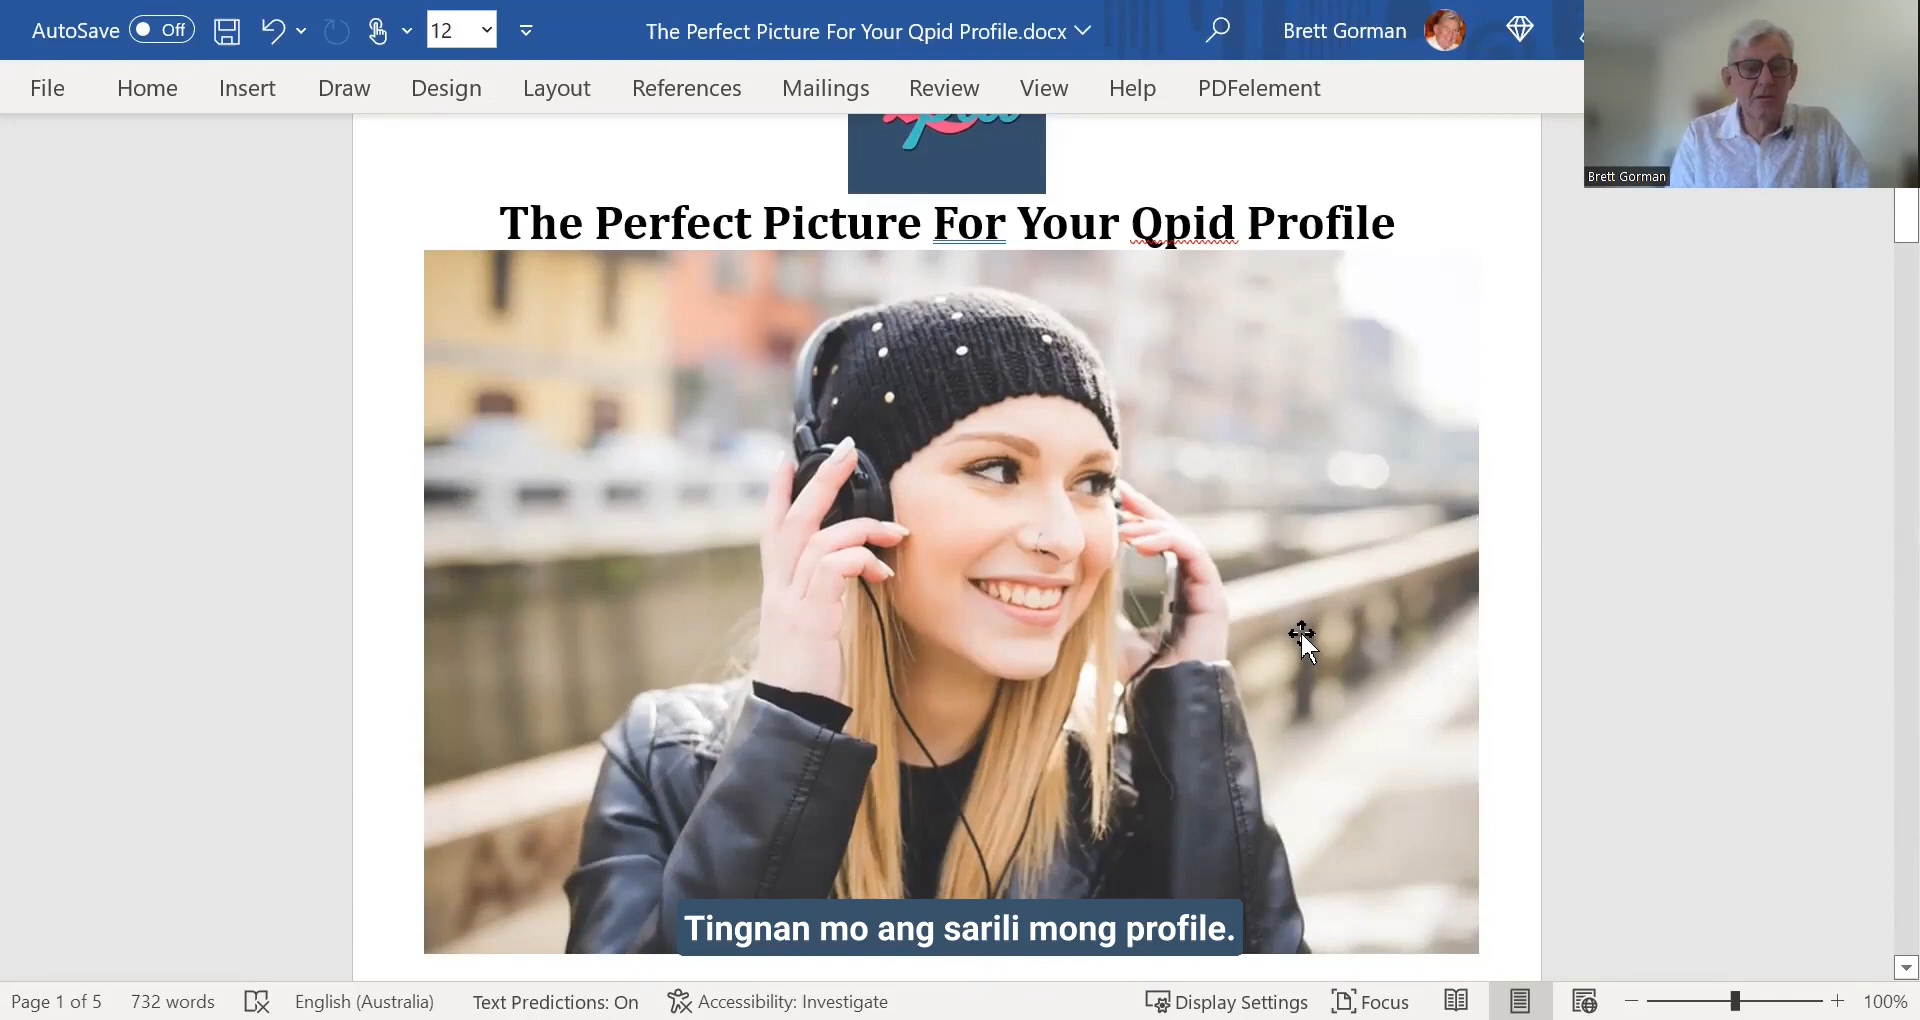 AutoSave Off 12 The Perfect Picture For Your Qpid Profile.docx Brett Gorman
File Home Insert Draw Design Layout References Mailings Review View Help PDFelement
Brett Gorman
The Perfect Picture For Your Qpid Profile
Tingnan mo ang sarili mong profile.
Page 1 of 5 732 words English (Australia) Text Predictions: On Accessibility: Investigate Display Settings Focus 100%